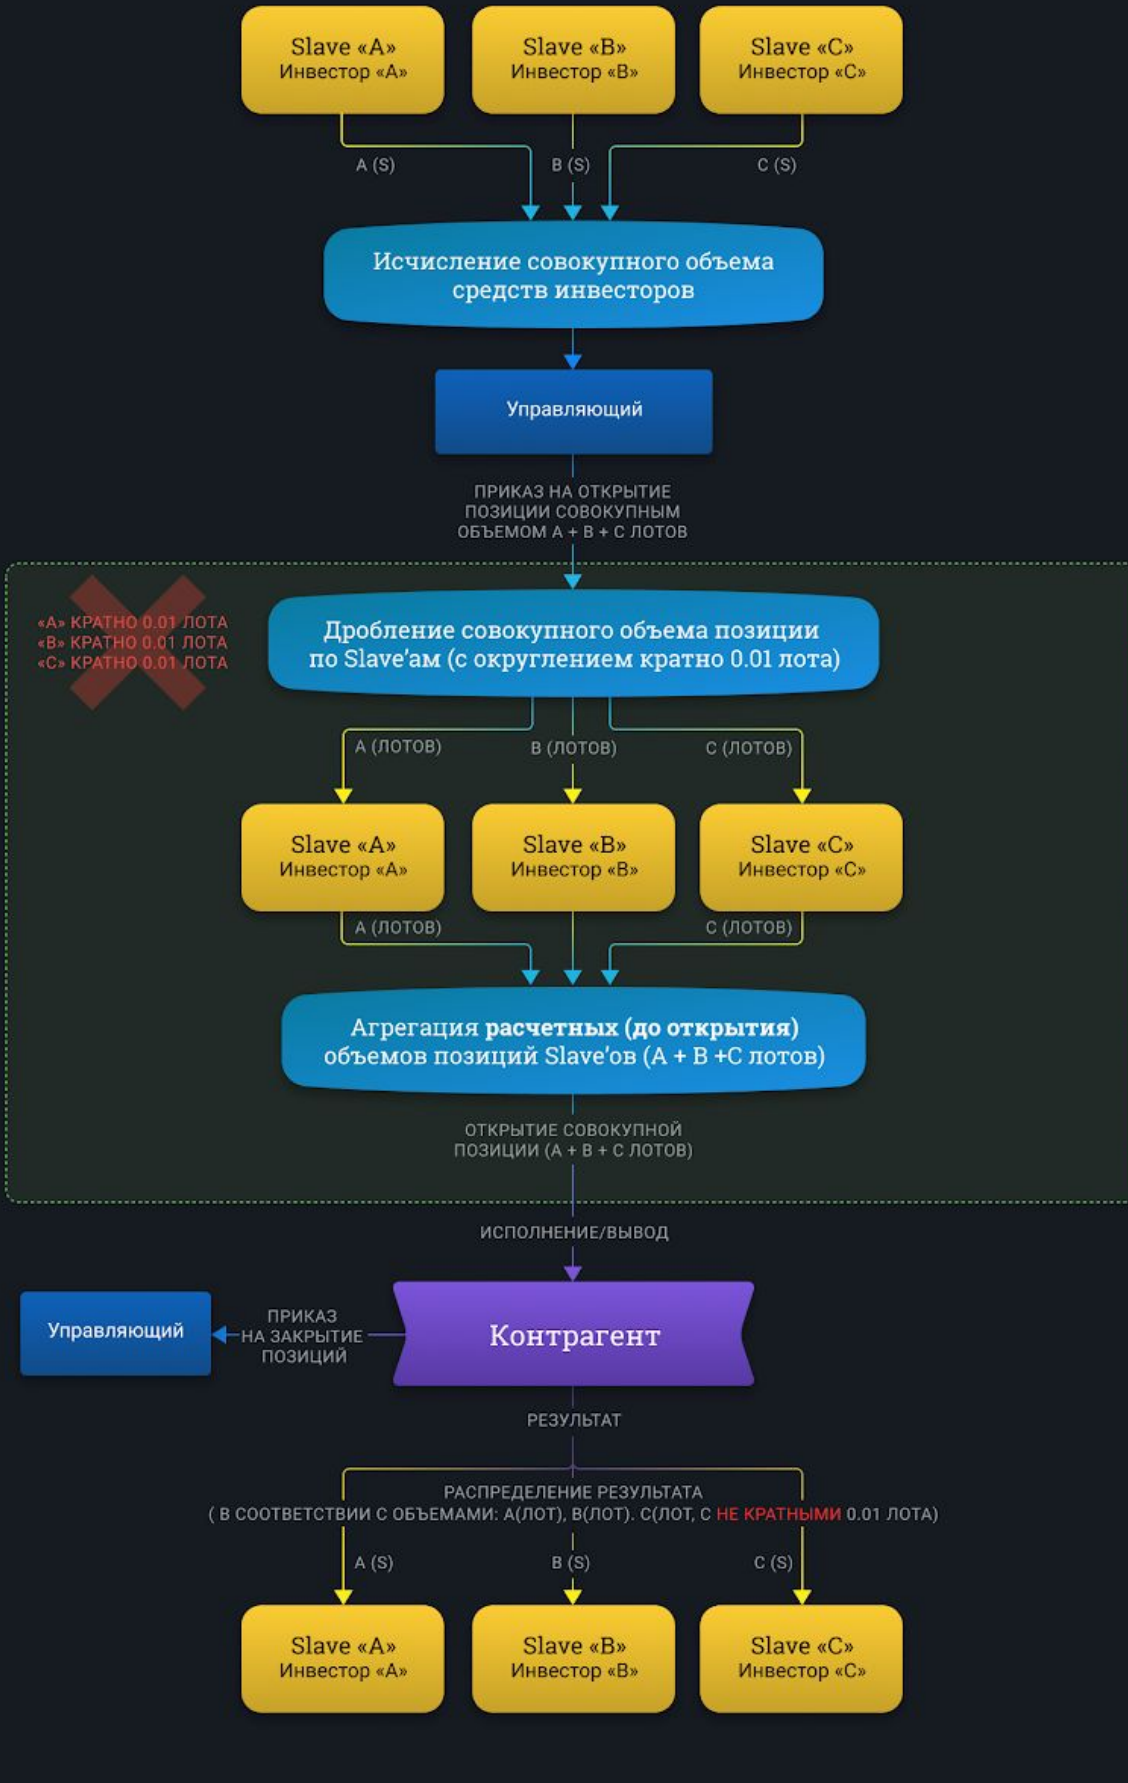 Slave «A»
Инвестор «A»
Slave «B»
Инвестор «B»
Slave «C»
Инвестор «C»
A (S)
B (S)
C (S)
Исчисление совокупного объема
средств инвесторов
Управляющий
ПРИКАЗ НА ОТКРЫТИЕ
ПОЗИЦИИ СОВОКУПНЫМ
ОБЪЕМОМ A + B + C ЛОТОВ
«A» КРАТНО 0.01 ЛОТА
«B» КРАТНО 0.01 ЛОТА
«C» КРАТНО 0.01 ЛОТА
Дробление совокупного объема позиции
по Slave’ам (с округлением кратно 0.01 лота)
A (ЛОТОВ)
B (ЛОТОВ)
C (ЛОТОВ)
Slave «A»
Инвестор «A»
Slave «B»
Инвестор «B»
Slave «C»
Инвестор «C»
A (ЛОТОВ)
C (ЛОТОВ)
Агрегация расчетных (до открытия)
объемов позиций Slave’ов (A + B +C лотов)
ОТКРЫТИЕ СОВОКУПНОЙ
ПОЗИЦИИ (A + B + C ЛОТОВ)
ИСПОЛНЕНИЕ/ВЫВОД
Управляющий
ПРИКАЗ
НА ЗАКРЫТИЕ
ПОЗИЦИЙ
Контрагент
РЕЗУЛЬТАТ
РАСПРЕДЕЛЕНИЕ РЕЗУЛЬТАТА
( В СООТВЕТСТВИИ С ОБЪЕМАМИ: A(ЛОТ), B(ЛОТ). C(ЛОТ, С НЕ КРАТНЫМИ 0.01 ЛОТА)
A (S)
B (S)
C (S)
Slave «A»
Инвестор «A»
Slave «B»
Инвестор «B»
Slave «C»
Инвестор «C»